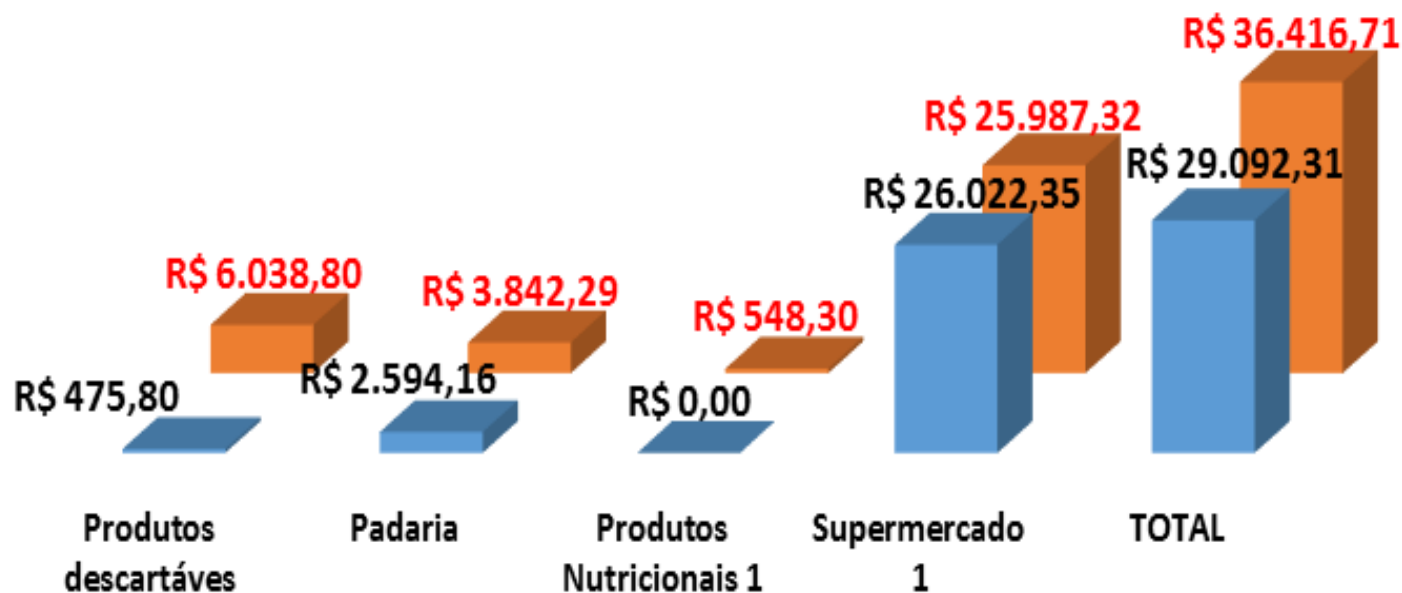 R$ 36.416,71
R$ 25.987,32
R$ 29.092,31
R$ 26.022,35
R$ 6.038,80
R$ 3.842,29
R$ 548,30
R$ 2.594,16
R$ 475,80
R$ 0,00
Produtos
descartáves
Padaria
Produtos
Nutricionais 1
Supermercado
1
TOTAL